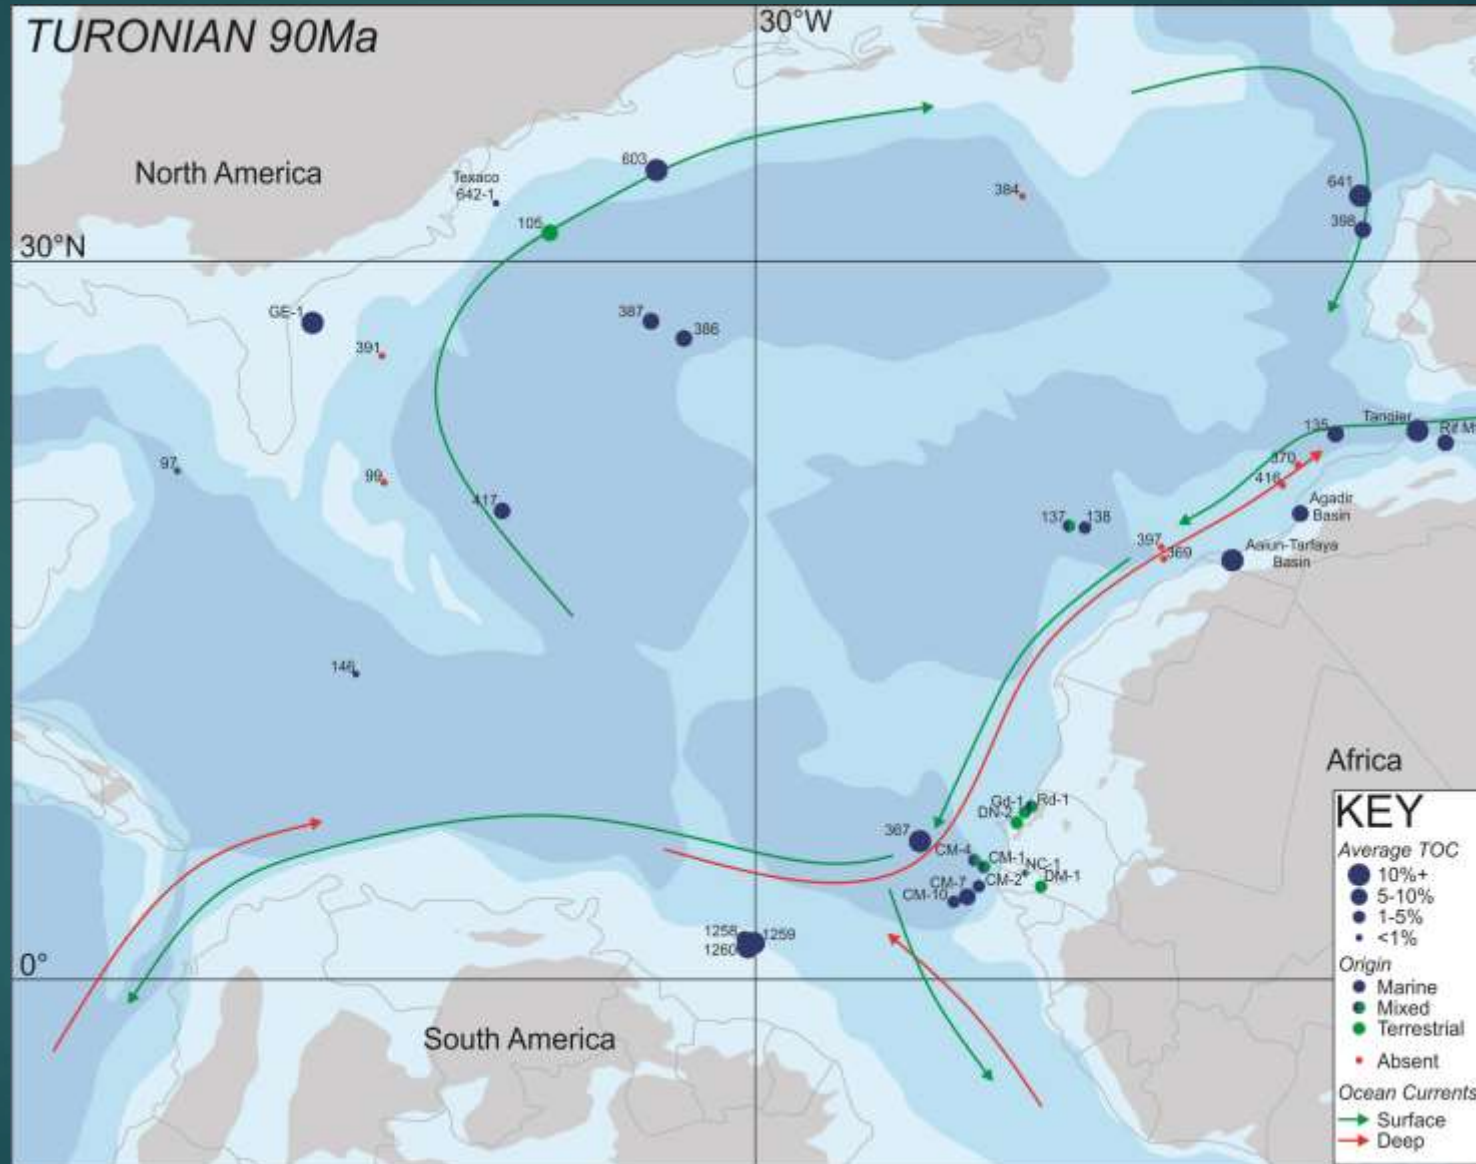 TURONIAN 90Ma
30°W
North America
Texaco
642-1
603
105
384
641
398
30°N
GE-1
391
387
386
97
99
417
135
Tangier
Rif M
370
416
137
138
Agadir
Basin
397
369
Aaiun-Tarfaya
Basin
146
Africa
Gd-1
Rd-1
DN-2
367
CM-4
CM-1
NC-1
CM-7
CM-2
DM-1
CM-10
1258
1259
1260
0°
South America
KEY
Average TOC
10%+
5-10%
1-5%
<1%
Origin
Marine
Mixed
Terrestrial
Absent
Ocean Currents
Surface
Deep